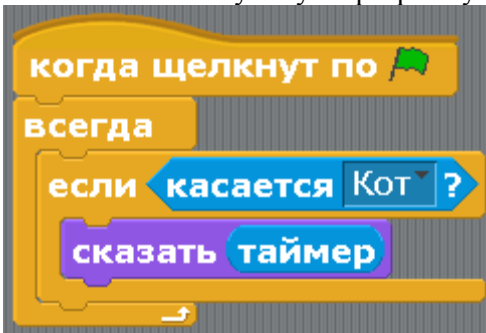 когда щелкнут по
всегда
если касается Кот ?
сказать таймер